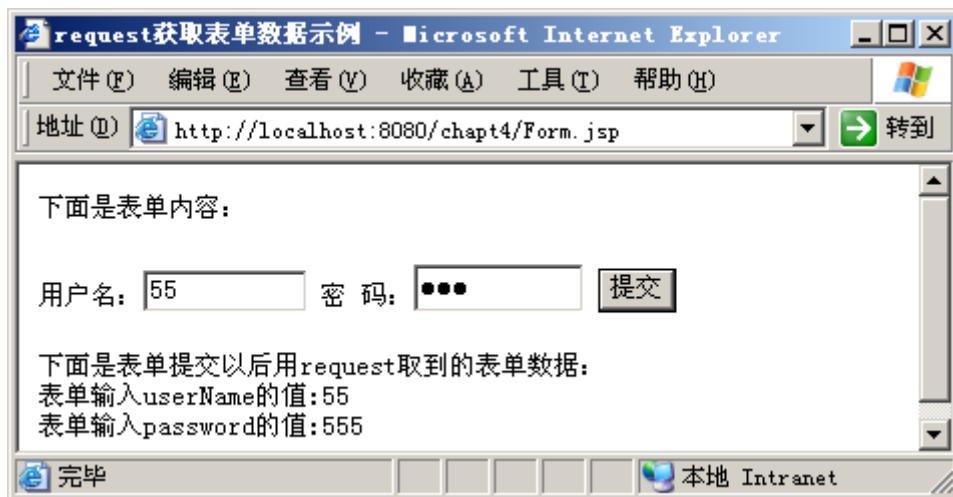 request获取表单数据示例 - Microsoft Internet Explorer
文件(F) 编辑(E) 查看(V) 收藏(A) 工具(T) 帮助(H)
地址(D) http://localhost:8080/chapt4/Form.jsp 转到
下面是表单内容：
用户名：55 密 码：●●● 提交
下面是表单提交以后用request取到的表单数据：
表单输入userName的值:55
表单输入password的值:555
完毕 本地 Intranet